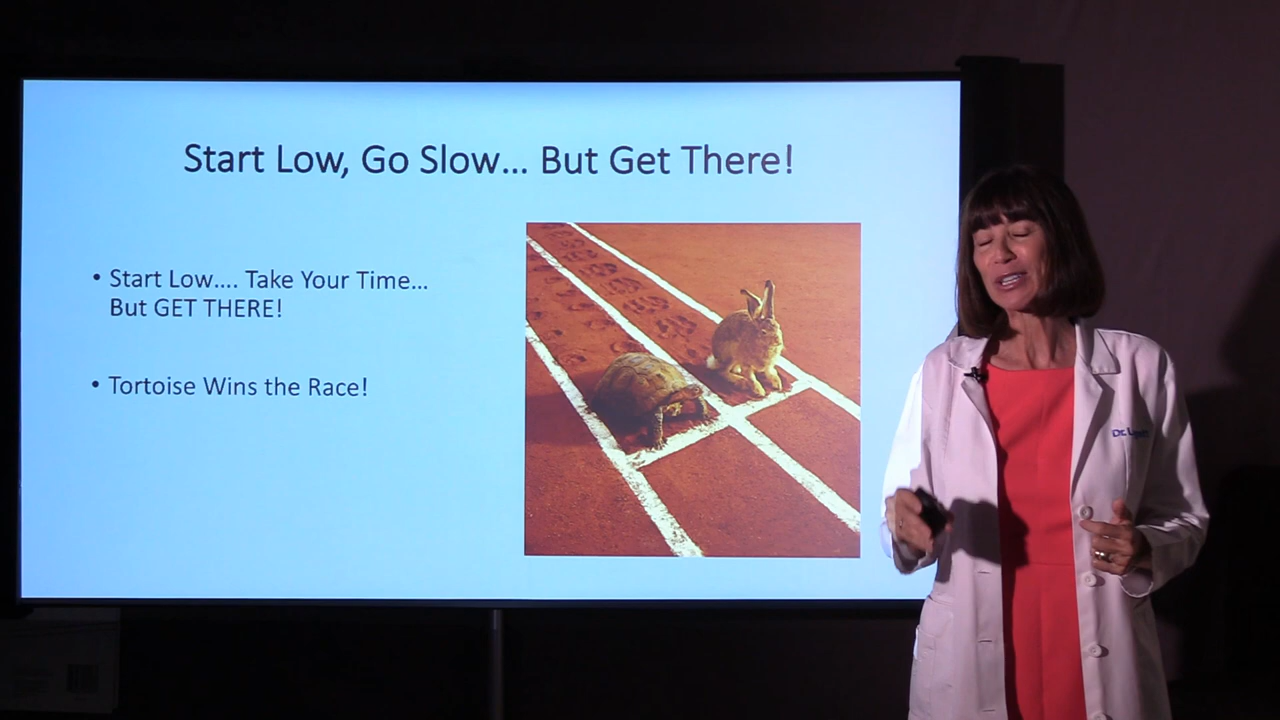 Start Low, Go Slow... But Get There!
• Start Low.... Take Your Time...
But GET THERE!
• Tortoise Wins the Race!
Dr.